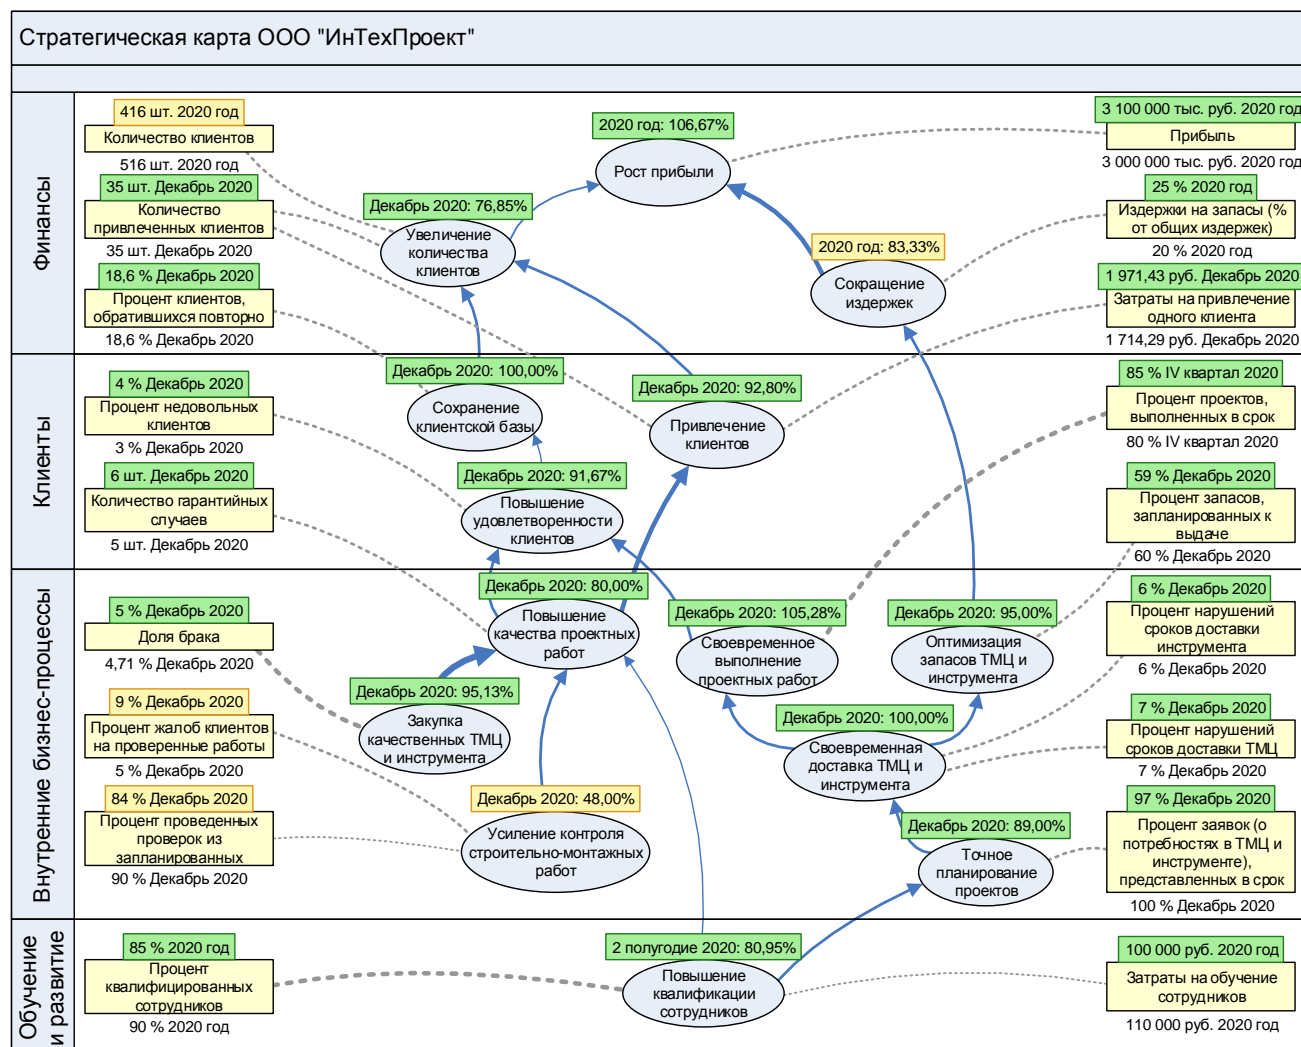 Стратегическая карта ООО "ИнТехПроект"
Финансы
416 шт. 2020 год
Количество клиентов
516 шт. 2020 год
35 шт. Декабрь 2020
Количество
привлеченных клиентов
35 шт. Декабрь 2020
18,6 % Декабрь 2020
Процент клиентов,
обратившихся повторно
18,6 % Декабрь 2020
2020 год: 106,67%
Рост прибыли
Декабрь 2020: 76,85%
Увеличение
количества
клиентов
2020 год: 83,33%
Сокращение
издержек
3 100 000 тыс. руб. 2020 год
Прибыль
3 000 000 тыс. руб. 2020 год
25 % 2020 год
Издержки на запасы (%
от общих издержек)
20 % 2020 год
1 971,43 руб. Декабрь 2020
Затраты на привлечение
одного клиента
1 714,29 руб. Декабрь 2020
Клиенты
4 % Декабрь 2020
Процент недовольных
клиентов
3 % Декабрь 2020
6 шт. Декабрь 2020
Количество гарантийных
случаев
5 шт. Декабрь 2020
Декабрь 2020: 100,00%
Сохранение
клиентской базы
Декабрь 2020: 92,80%
Привлечение
клиентов
Декабрь 2020: 91,67%
Повышение
удовлетворенности
клиентов
85 % IV квартал 2020
Процент проектов,
выполненных в срок
80 % IV квартал 2020
59 % Декабрь 2020
Процент запасов,
запланированных к
выдаче
60 % Декабрь 2020
Внутренние бизнес-процессы
5 % Декабрь 2020
Доля брака
4,71 % Декабрь 2020
9 % Декабрь 2020
Процент жалоб клиентов
на проверенные работы
5 % Декабрь 2020
84 % Декабрь 2020
Процент проведенных
проверок из
запланированных
90 % Декабрь 2020
Декабрь 2020: 80,00%
Повышение
качества проектных
работ
Декабрь 2020: 105,28%
Своевременное
выполнение
проектных работ
Декабрь 2020: 95,00%
Оптимизация
запасов ТМЦ и
инструмента
Декабрь 2020: 95,13%
Закупка
качественных ТМЦ
и инструмента
Декабрь 2020: 100,00%
Своевременная
доставка ТМЦ и
инструмента
Декабрь 2020: 48,00%
Усиление контроля
строительно-монтажных
работ
Декабрь 2020: 89,00%
Точное
планирование
проектов
6 % Декабрь 2020
Процент нарушений
сроков доставки
инструмента
6 % Декабрь 2020
7 % Декабрь 2020
Процент нарушений
сроков доставки ТМЦ
7 % Декабрь 2020
97 % Декабрь 2020
Процент заявок (о
потребностях в ТМЦ и
инструменте),
представленных в срок
100 % Декабрь 2020
Обучение
и развитие
85 % 2020 год
Процент
квалифицированных
сотрудников
90 % 2020 год
2 полугодие 2020: 80,95%
Повышение
квалификации
сотрудников
100 000 руб. 2020 год
Затраты на обучение
сотрудников
110 000 руб. 2020 год